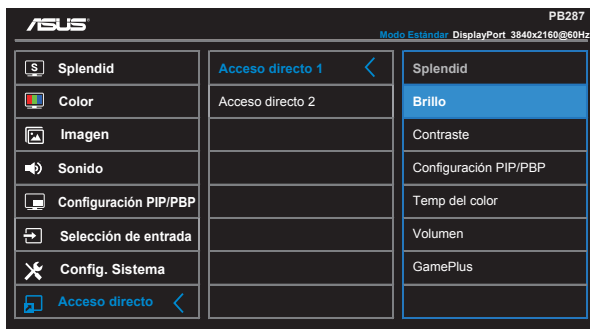 ASUS
PB287
Modo Estándar DisplayPort 3840x2160@60Hz
S Splendid
Color
Imagen
Sonido
Configuración PIP/PBP
Selección de entrada
Config. Sistema
Acceso directo
Acceso directo 1
Acceso directo 2
Splendid
Brillo
Contraste
Configuración PIP/PBP
Temp del color
Volumen
GamePlus